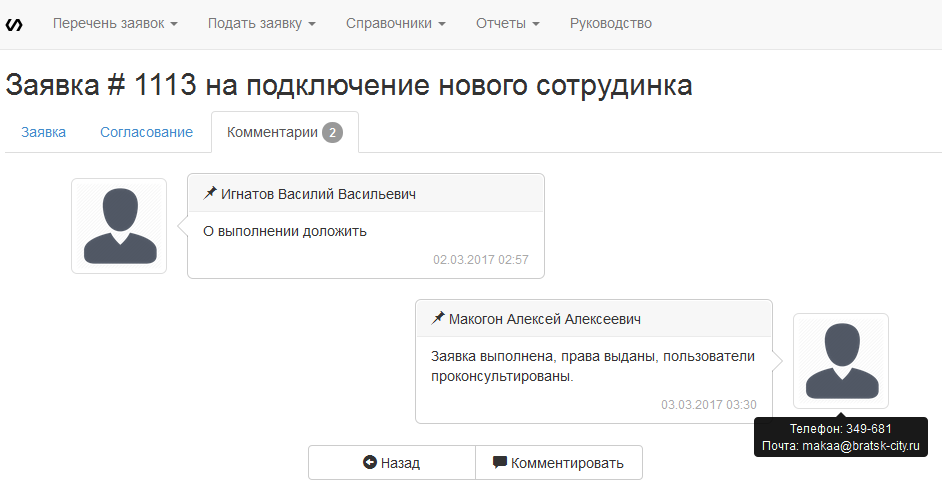 Перечень заявок Подать заявку Справочники Отчеты Руководство
Заявка # 1113 на подключение нового сотрудинка
Заявка Согласование Комментарии 2
Игнатов Василий Васильевич
О выполнении доложить
02.03.2017 02:57
Макогон Алексей Алексеевич
Заявка выполнена, права выданы, пользователи
проконсультированы.
03.03.2017 03:30
Телефон: 349-681
Почта: makaa@bratsk-city.ru
Назад Комментировать